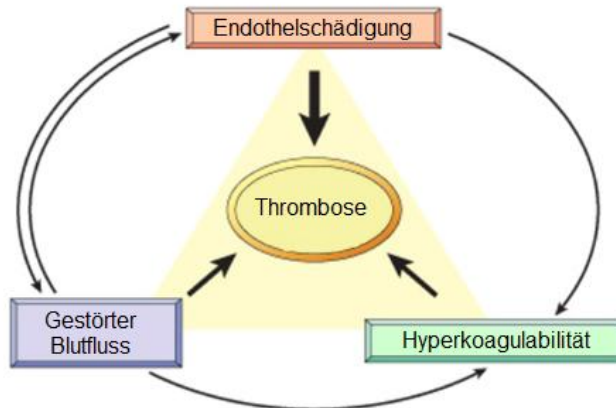 Endothelschädigung
Thrombose
Gestörter
Blutfluss
Hyperkoagulabilität